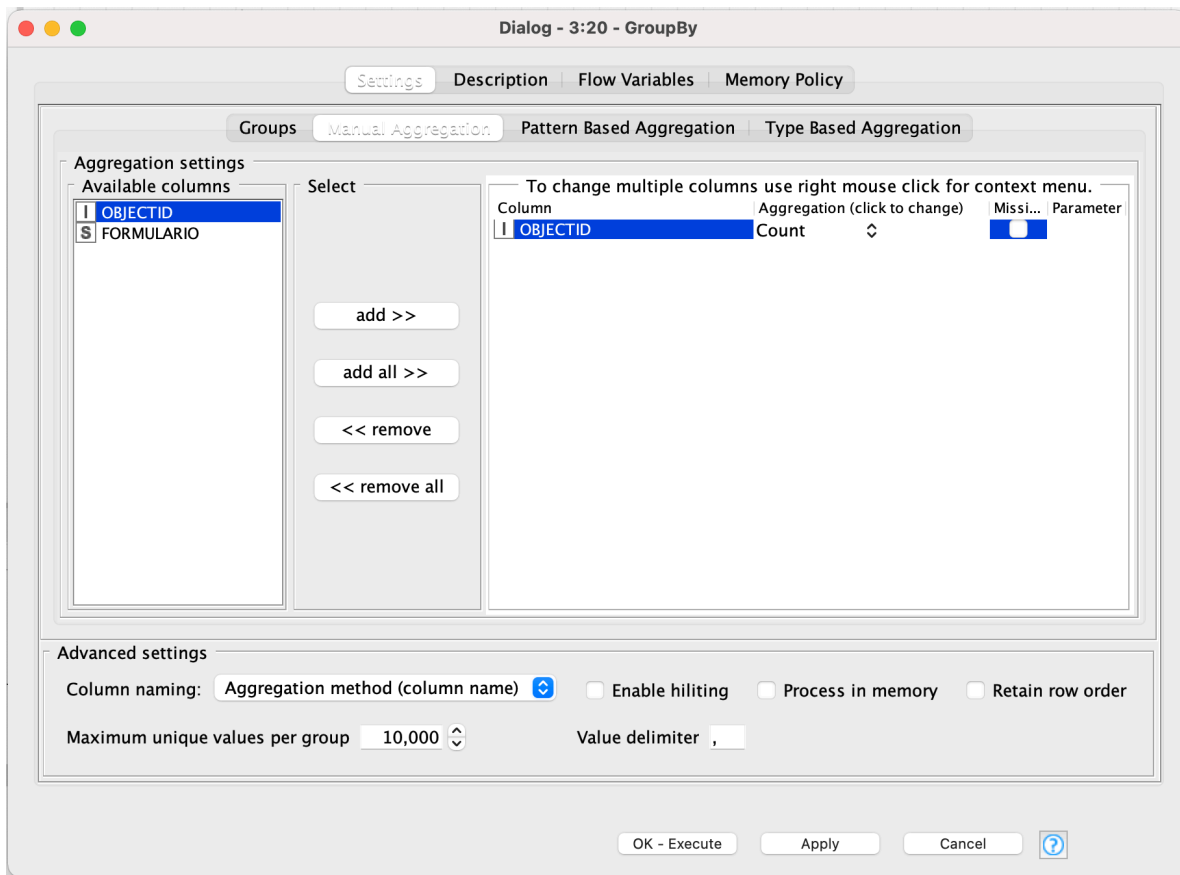 Dialog - 3:20 - GroupBy
Settings Description Flow Variables Memory Policy
Groups Manual Aggregation Pattern Based Aggregation Type Based Aggregation
Aggregation settings
Available columns Select To change multiple columns use right mouse click for context menu.
Column Aggregation (click to change) Missi... Parameter
I OBJECTID I OBJECTID Count
S FORMULARIO
add >>
add all >>
<< remove
<< remove all
Advanced settings
Column naming: Aggregation method (column name) Enable hiliting Process in memory Retain row order
Maximum unique values per group 10,000 Value delimiter ,
OK - Execute Apply Cancel ?